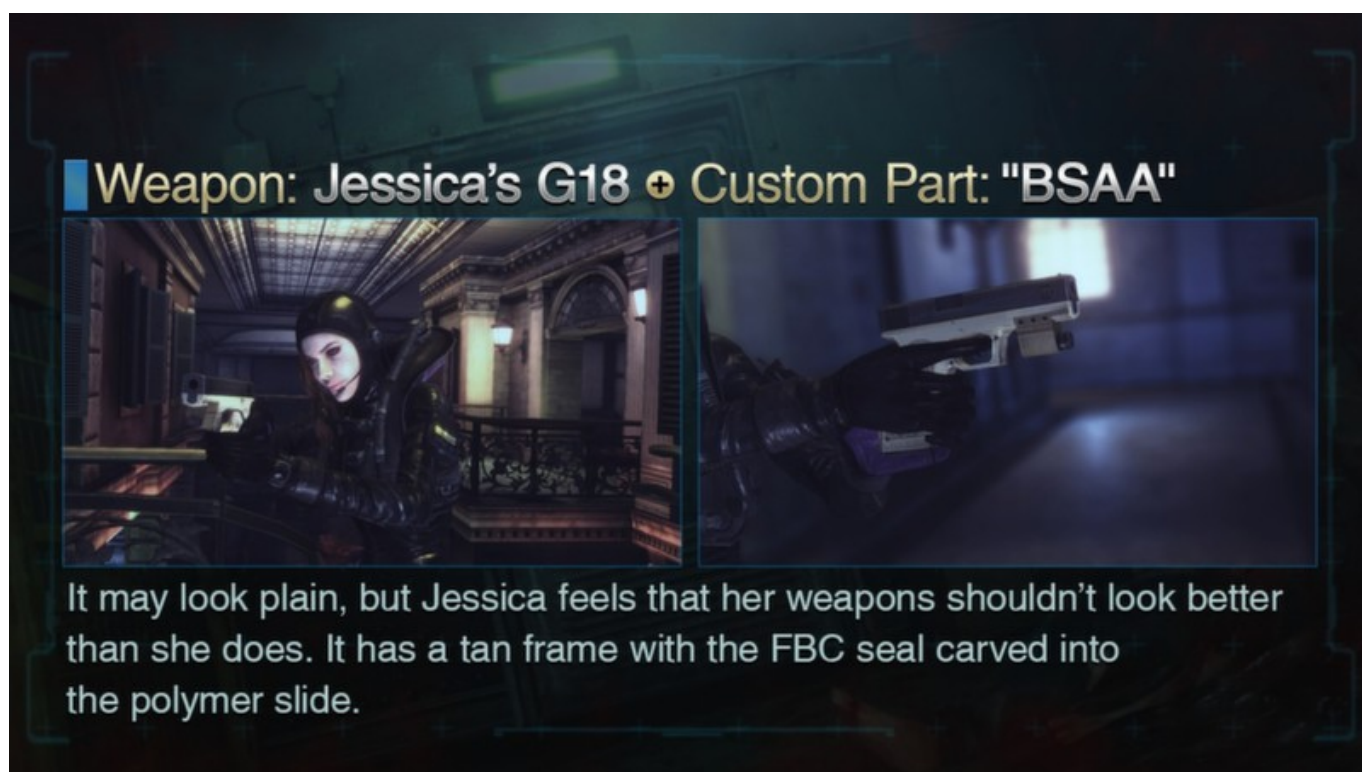 Weapon: Jessica's G18 + Custom Part: "BSAA"
It may look plain, but Jessica feels that her weapons shouldn't look better
than she does. It has a tan frame with the FBC seal carved into
the polymer slide.